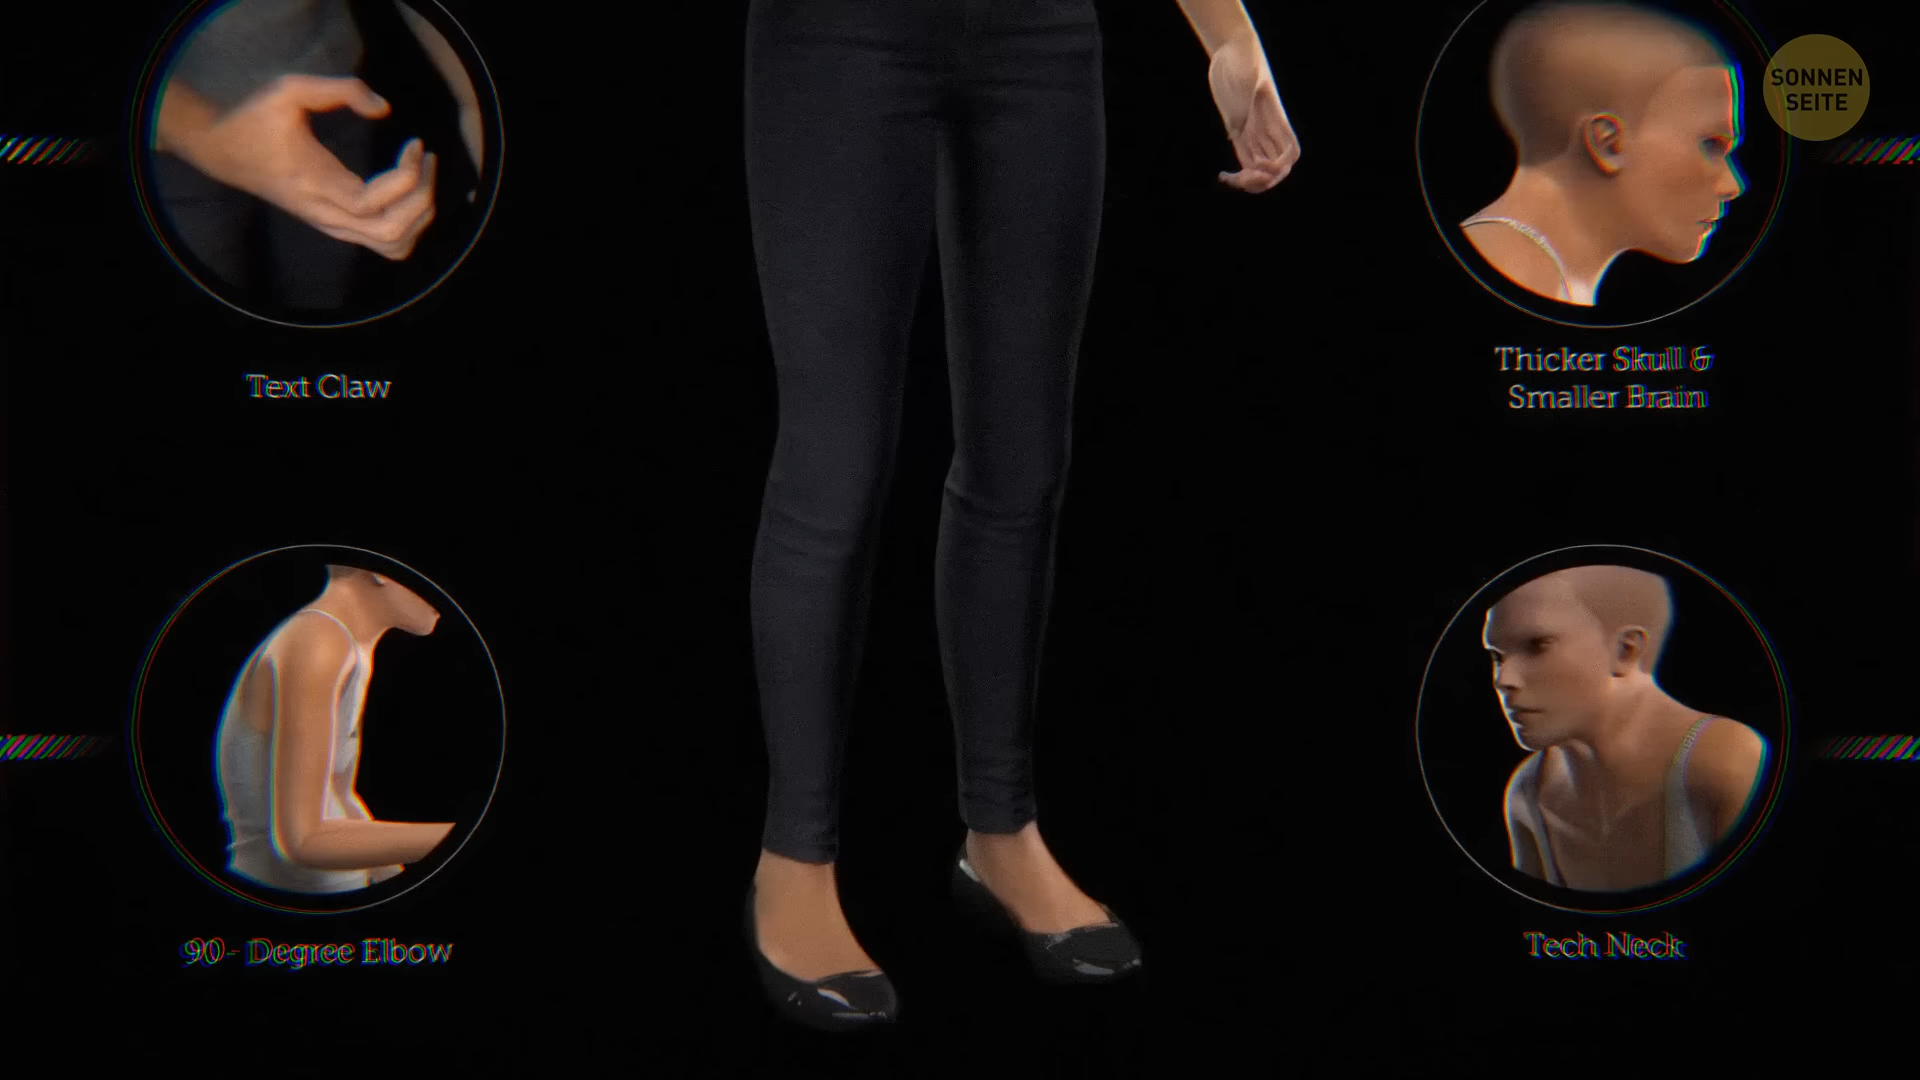 SONNEN
SEITE
Text Claw
Thicker Skull &
Smaller Brain
90- Degree Elbow
Tech Neck